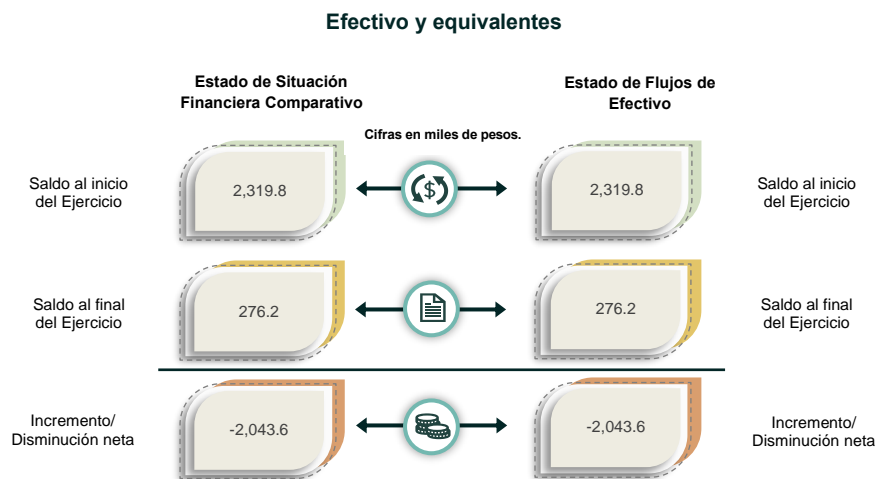 Efectivo y equivalentes
Estado de Situación
Financiera Comparativo
Estado de Flujos de
Efectivo
Cifras en miles de pesos.
Saldo al inicio
del Ejercicio
2,319.8
$
2,319.8
Saldo al inicio
del Ejercicio
Saldo al final
del Ejercicio
276.2
276.2
Saldo al final
del Ejercicio
Incremento/
Disminución neta
-2,043.6
-2,043.6
Incremento/
Disminución neta